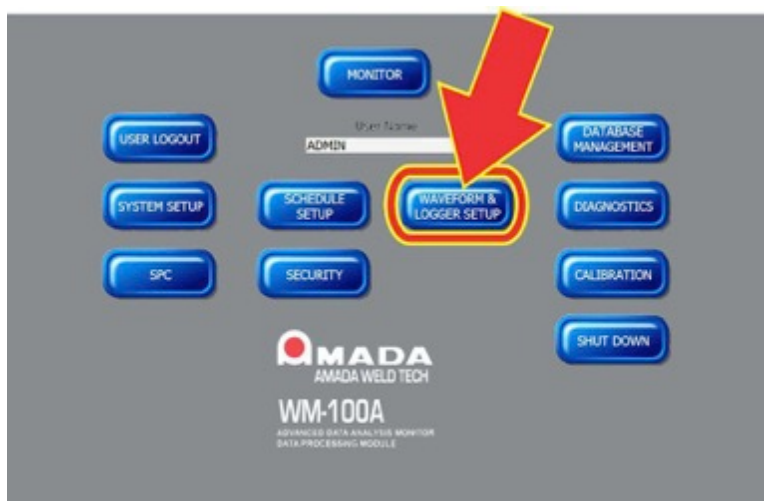 MONITOR
User Name
ADMIN
USER LOGOUT
DATABASE
MANAGEMENT
SYSTEM SETUP
SCHEDULE
SETUP
WAVEFORM &
LOGGER SETUP
DIAGNOSTICS
SPC
SECURITY
CALIBRATION
SHUT DOWN
AMADA
AMADA WELD TECH
WM-100A
ADVANCED DATA ANALYSIS MONITOR
DATA PROCESSING MODULE